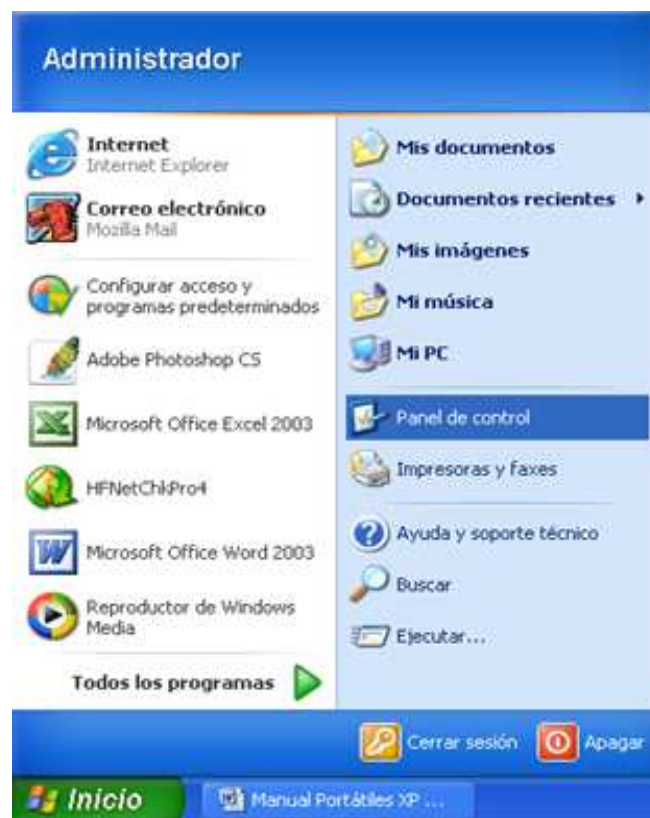 Administrador
Internet
Internet Explorer
Correo electrónico
Mozilla Mail
Configurar acceso y
programas predeterminados
Adobe Photoshop CS
Microsoft Office Excel 2003
HFNetChkPro4
Microsoft Office Word 2003
Reproductor de Windows
Media
Todos los programas
Mis documentos
Documentos recientes
Mis imágenes
Mi música
Mi PC
Panel de control
Impresoras y faxes
Ayuda y soporte técnico
Buscar
Ejecutar...
Cerrar sesión
Apagar
Inicio
Manual Portátiles XP ...